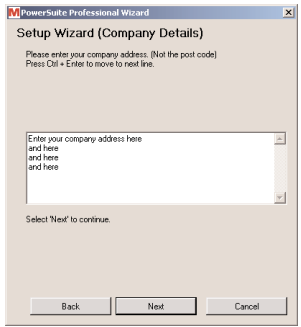 M PowerSuite Professional Wizard
Setup Wizard (Company Details)
Please enter your company address. (Not the post code)
Press Ctrl + Enter to move to next line.
Enter your company address here
and here
and here
and here
Select 'Next' to continue.
Back Next Cancel